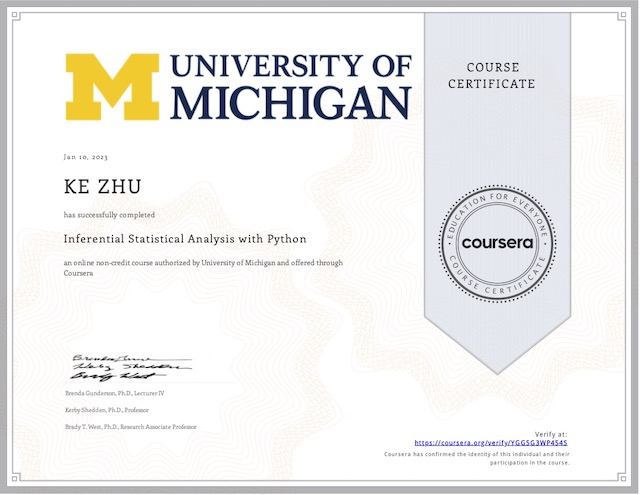 UNIVERSITY OF
MICHIGAN
COURSE
CERTIFICATE
Jan 10, 2023
KE ZHU
has successfully completed
Inferential Statistical Analysis with Python
an online non-credit course authorized by University of Michigan and offered through
Coursera
EDUCATION FOR EVERYONE
coursera
COURSE CERTIFICATE
Brenda Gunderson, Ph.D., Lecturer IV
Kerby Shedden, Ph.D., Professor
Brady T. West, Ph.D., Research Associate Professor
Verify at:
https://coursera.org/verify/YGG5G3WP4S4S
Coursera has confirmed the identity of this individual and their
participation in the course.